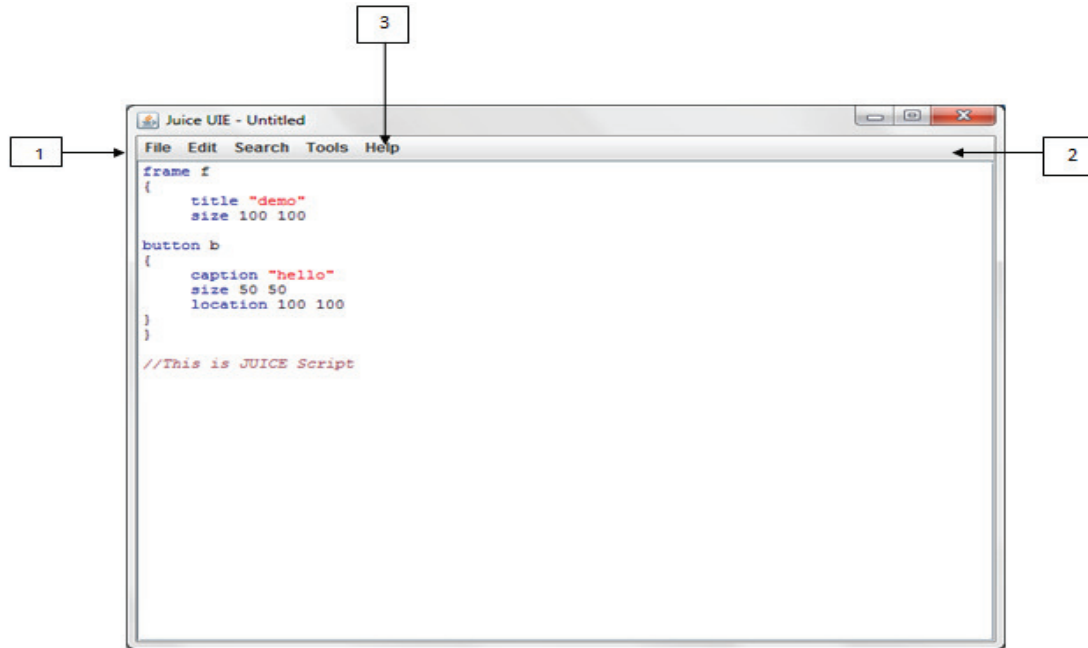 3
Juice UIE - Untitled
1
File Edit Search Tools Help
2
frame f
{
title "demo"
size 100 100
button b
{
caption "hello"
size 50 50
location 100 100
}
}
//This is JUICE Script